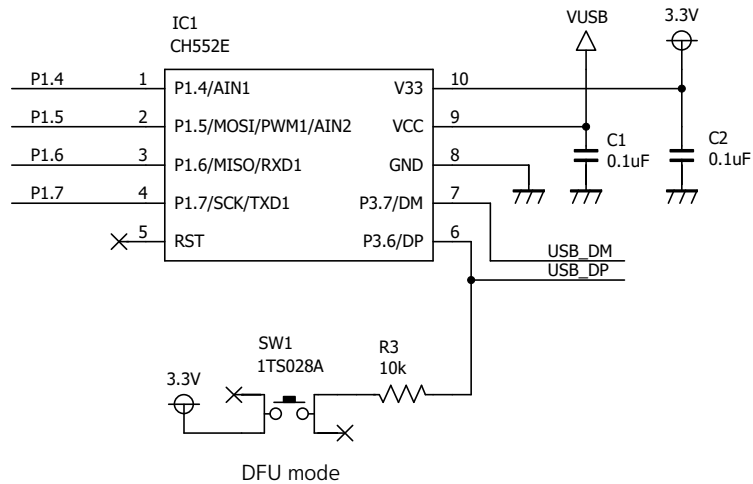 IC1
CH552E
VUSB
3.3V
P1.4 1 P1.4/AIN1 V33 10
P1.5 2 P1.5/MOSI/PWM1/AIN2 VCC 9
C1
0.1uF
C2
0.1uF
P1.6 3 P1.6/MISO/RXD1 GND 8
P1.7 4 P1.7/SCK/TXD1 P3.7/DM 7
5 RST P3.6/DP 6
USB_DM
USB_DP
SW1
1TS028A
R3
10k
3.3V
DFU mode